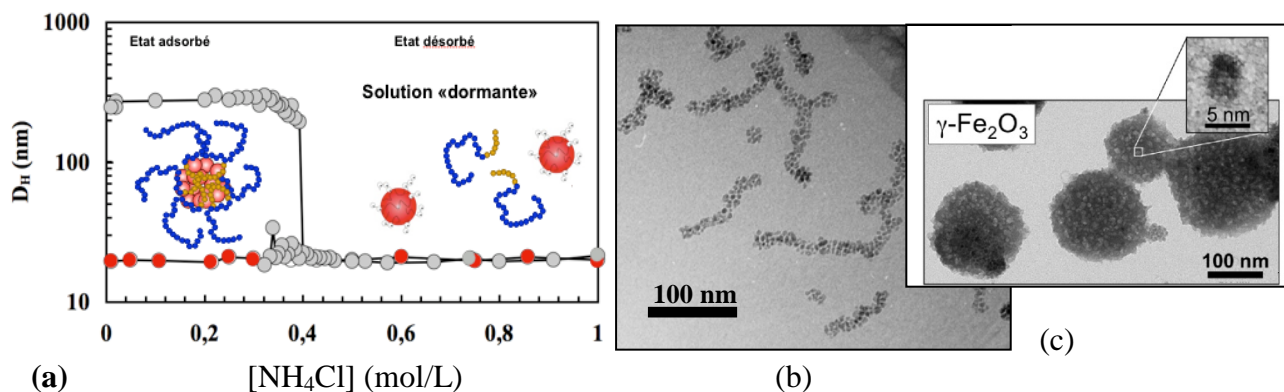 1000
100
10
D_H (nm)
Etat adsorbé
Etat désorbé
Solution «dormante»
0
0,2
0,4
0,6
0,8
1
(a)
[NH₄Cl] (mol/L)
100 nm
(b)
γ-Fe₂O₃
5 nm
100 nm
(c)